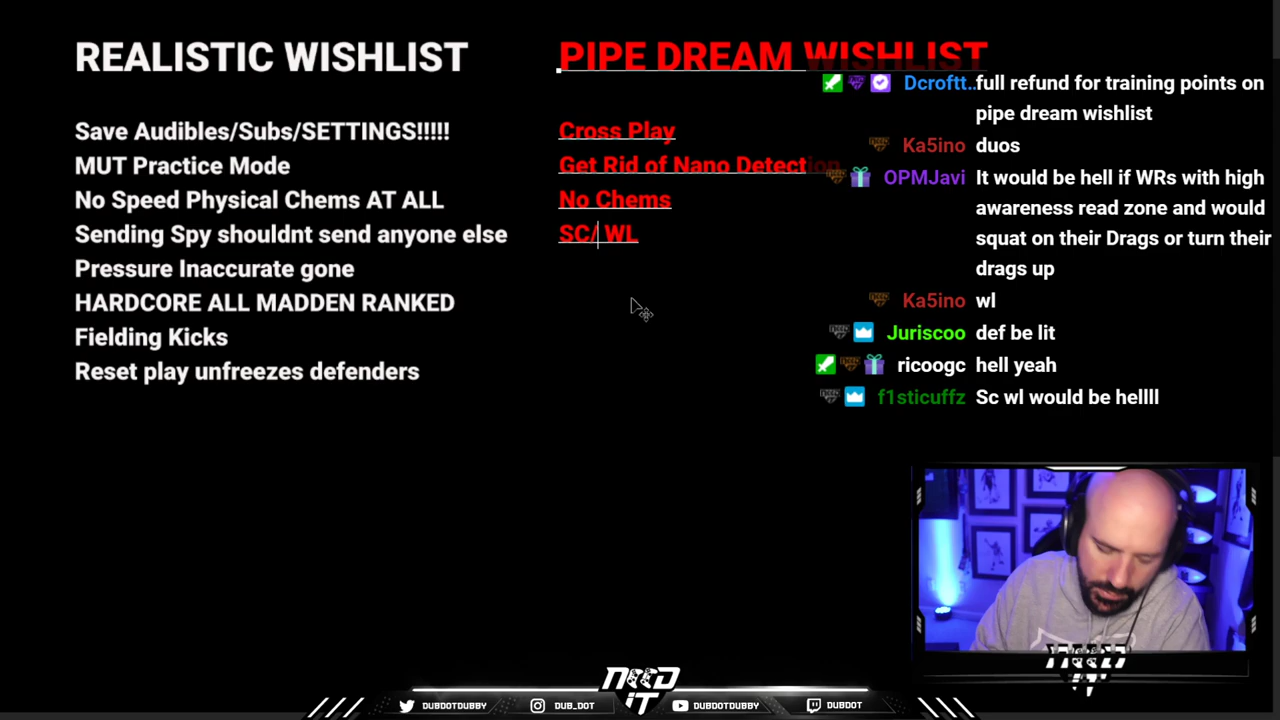 REALISTIC WISHLIST
Save Audibles/Subs/SETTINGS!!!!!
MUT Practice Mode
No Speed Physical Chems AT ALL
Sending Spy shouldnt send anyone else
Pressure Inaccurate gone
HARDCORE ALL MADDEN RANKED
Fielding Kicks
Reset play unfreezes defenders
PIPE DREAM WISHLIST
Cross Play
Get Rid of Nano Detection
No Chems
SC/ WL
Dcroftt.. full refund for training points on
pipe dream wishlist
Ka5ino duos
OPMJavi It would be hell if WRs with high
awareness read zone and would
squat on their Drags or turn their
drags up
Ka5ino wl
Juriscoo def be lit
ricoogc hell yeah
f1sticuffz Sc wl would be hellll
NEED
IT
DUBDOTDUBBY
DUB_DOT
DUBDOTDUBBY
DUBDOT